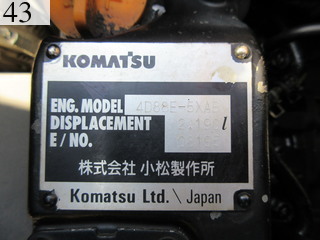 43
KOMATSU
ENG. MODEL
DISPLACEMENT l
E / NO.
株式会社 小松製作所
Komatsu Ltd. \ Japan